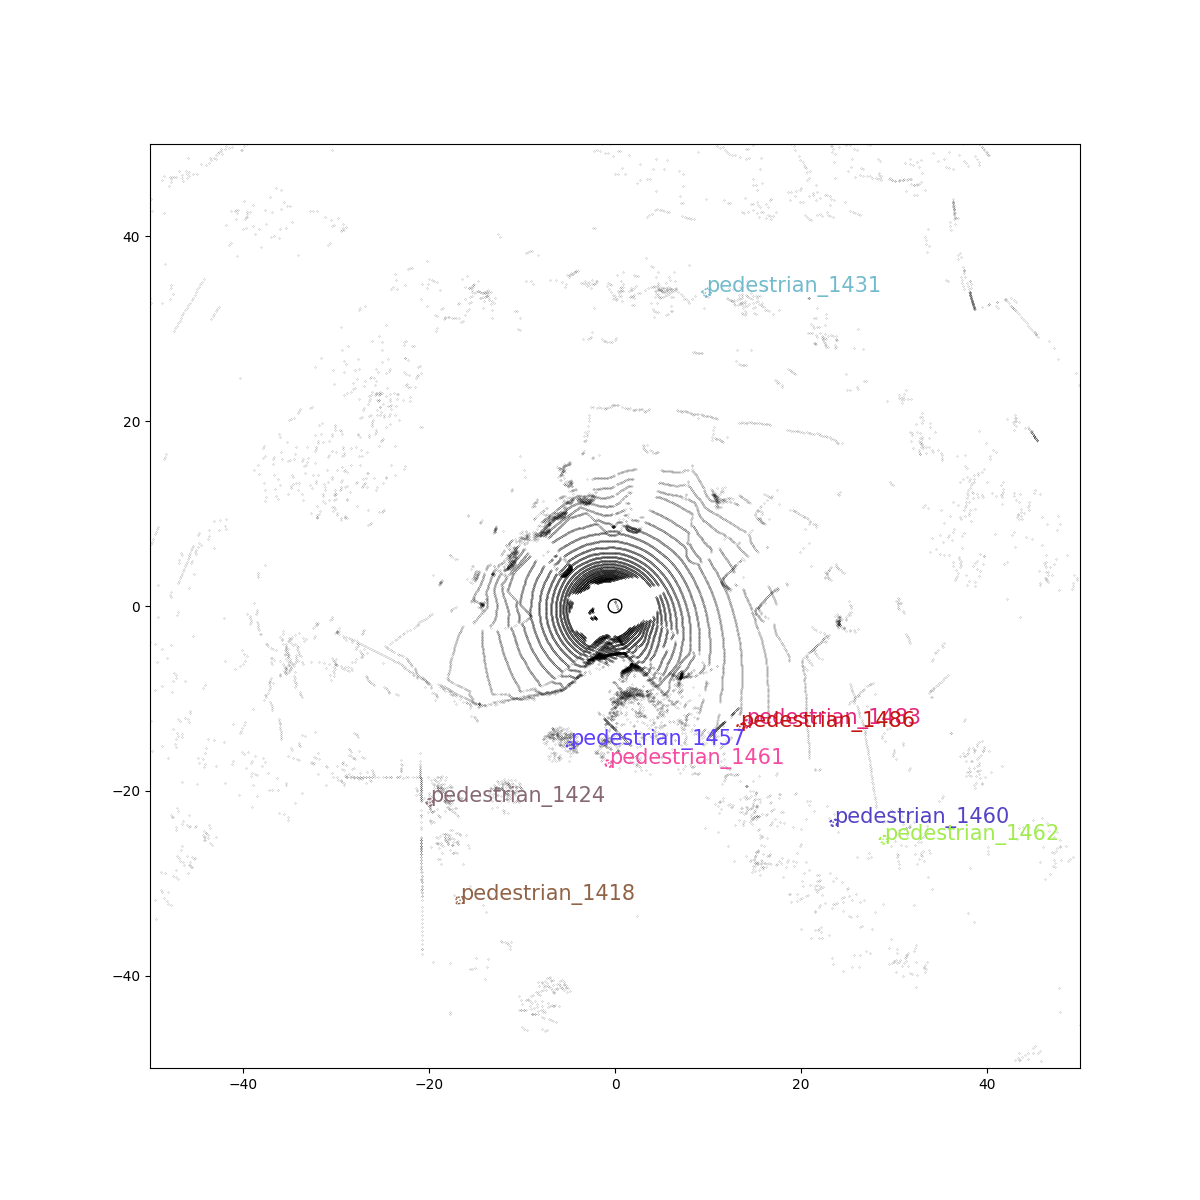 40
pedestrian_1431
20
0
pedestrian_1483
pedestrian_1486
pedestrian_1457
pedestrian_1461
−20
pedestrian_1424
pedestrian_1460
pedestrian_1462
pedestrian_1418
−40
−40 −20 0 20 40